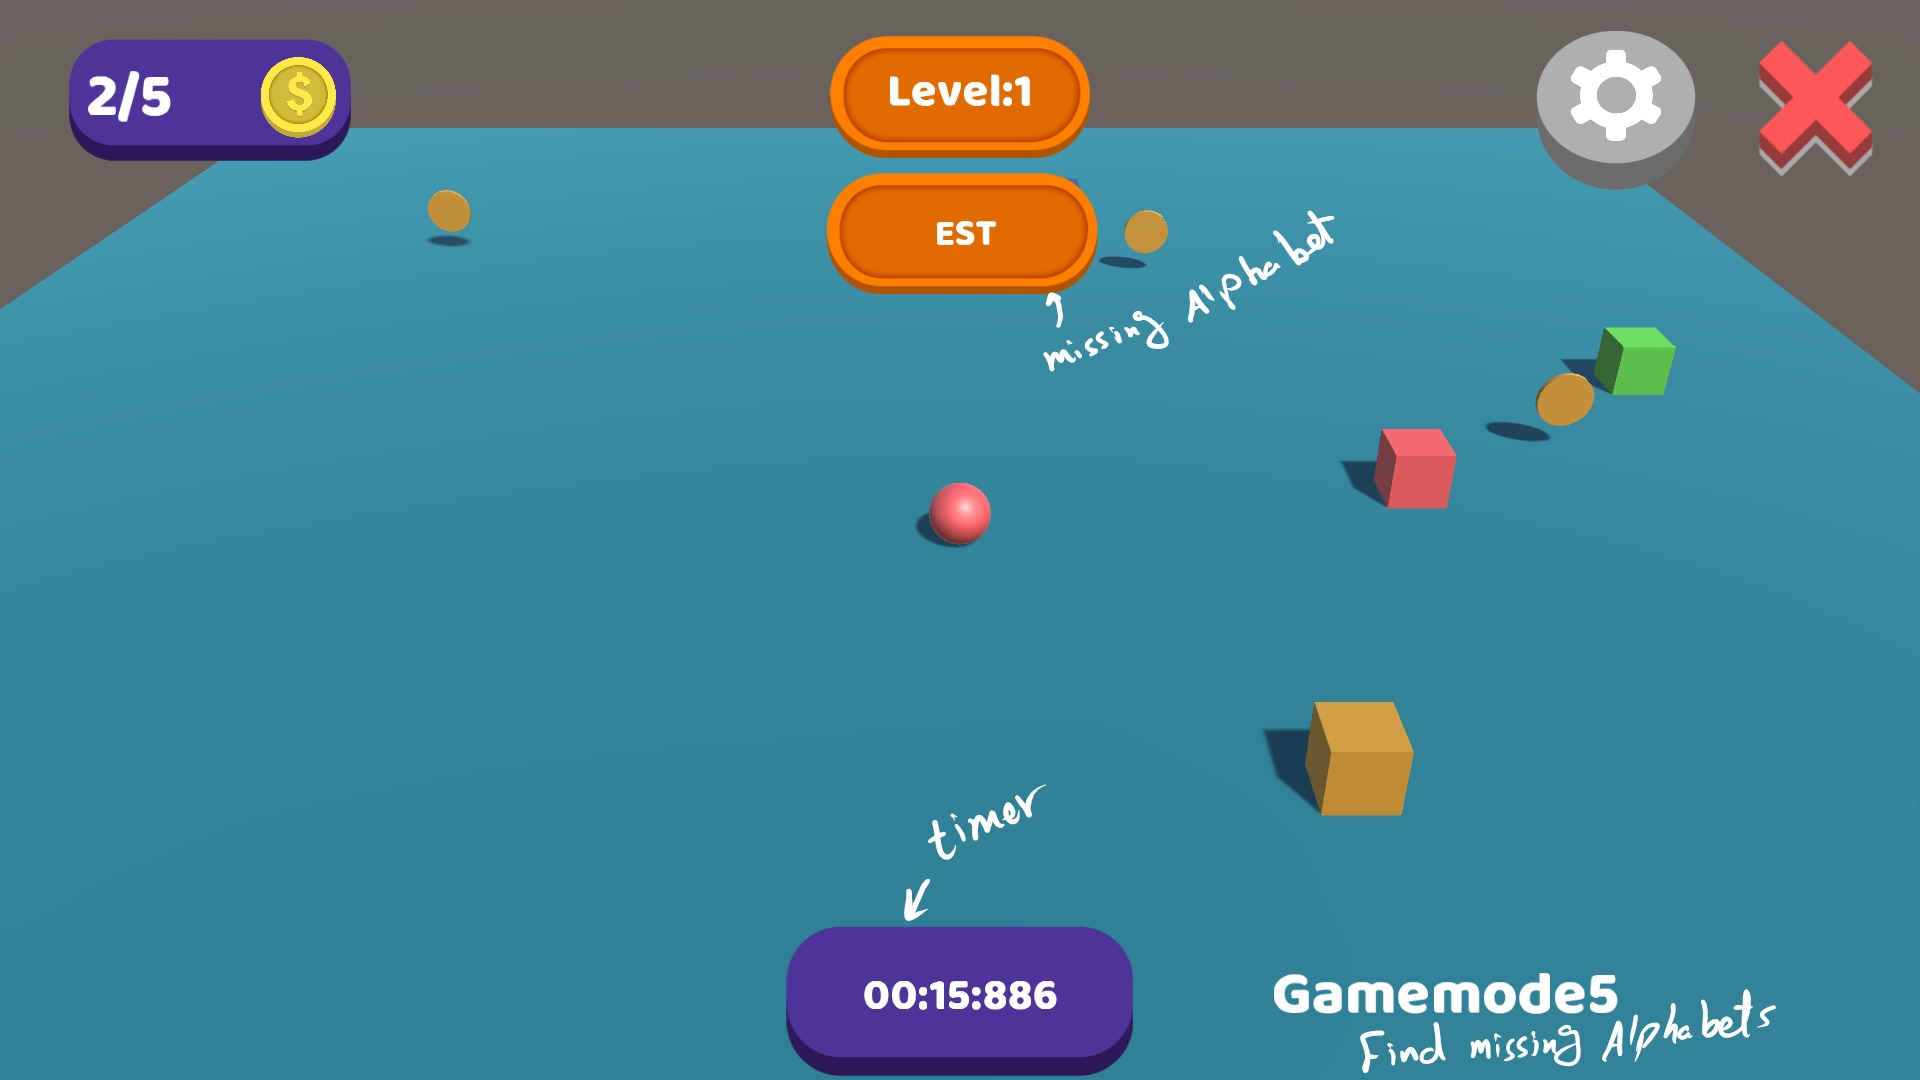 2/5
Level:1
EST
missing Alphabet
timer
00:15:886
Gamemode5
Find missing Alphabets